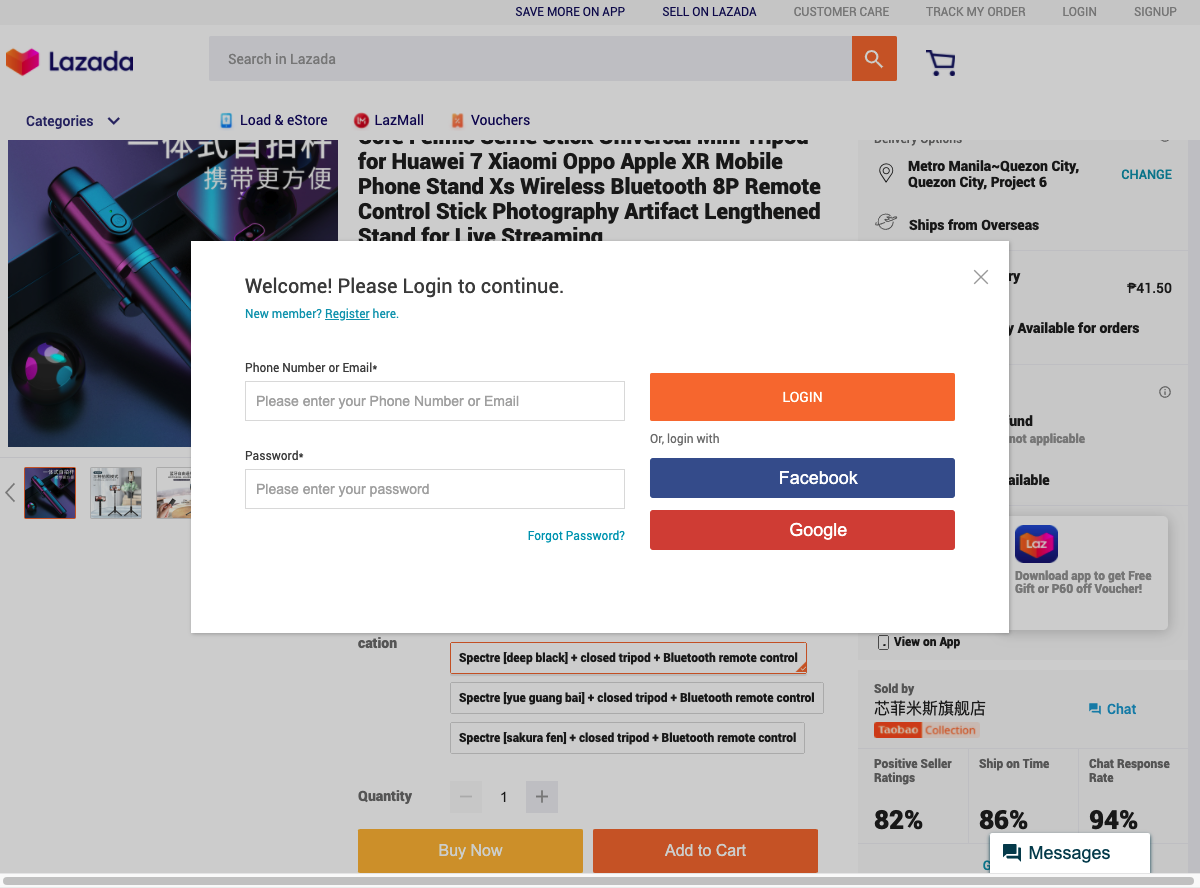 SAVE MORE ON APP
SELL ON LAZADA
CUSTOMER CARE
TRACK MY ORDER
LOGIN
SIGNUP
Lazada
Search in Lazada
Categories
Load & eStore
LazMall
Vouchers
一体式自拍杆
携带更方便
Core Feimis Selfie Stick Universal Mini Tripod
for Huawei 7 Xiaomi Oppo Apple XR Mobile
Phone Stand Xs Wireless Bluetooth 8P Remote
Control Stick Photography Artifact Lengthened
Stand for Live Streaming
Delivery Options
Metro Manila~Quezon City,
Quezon City, Project 6
CHANGE
Ships from Overseas
ry
₱41.50
y Available for orders
und
not applicable
ailable
Welcome! Please Login to continue.
New member? Register here.
Phone Number or Email*
Please enter your Phone Number or Email
Password*
Please enter your password
Forgot Password?
LOGIN
Or, login with
Facebook
Google
Laz
Download app to get Free
Gift or P60 off Voucher!
View on App
cation
Spectre [deep black] + closed tripod + Bluetooth remote control
Spectre [yue guang bai] + closed tripod + Bluetooth remote control
Spectre [sakura fen] + closed tripod + Bluetooth remote control
Quantity
1
Buy Now
Add to Cart
Sold by
芯菲米斯旗舰店
Chat
Taobao Collection
Positive Seller
Ratings
82%
Ship on Time
86%
Chat Response
Rate
94%
G
Messages